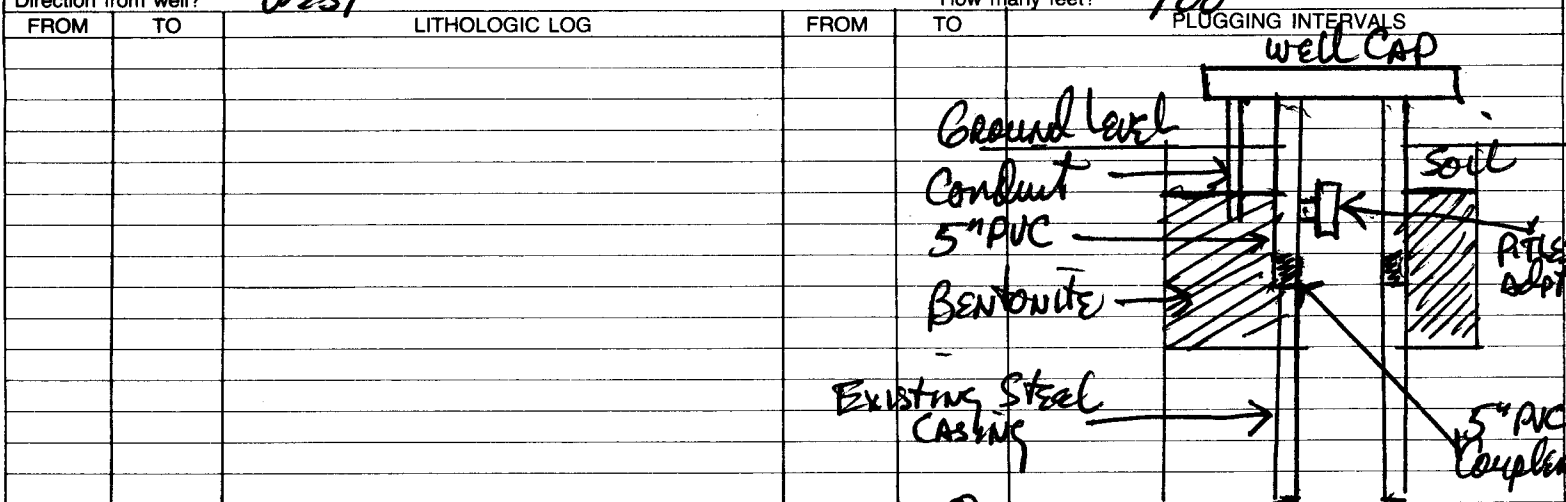 Direction from well? West How many feet? 100
FROM TO LITHOLOGIC LOG FROM TO PLUGGING INTERVALS
Well CAP
Ground Level
Soil
Conduit
5" PVC
BENTONITE
Existing Steel
CASING
5" PVC